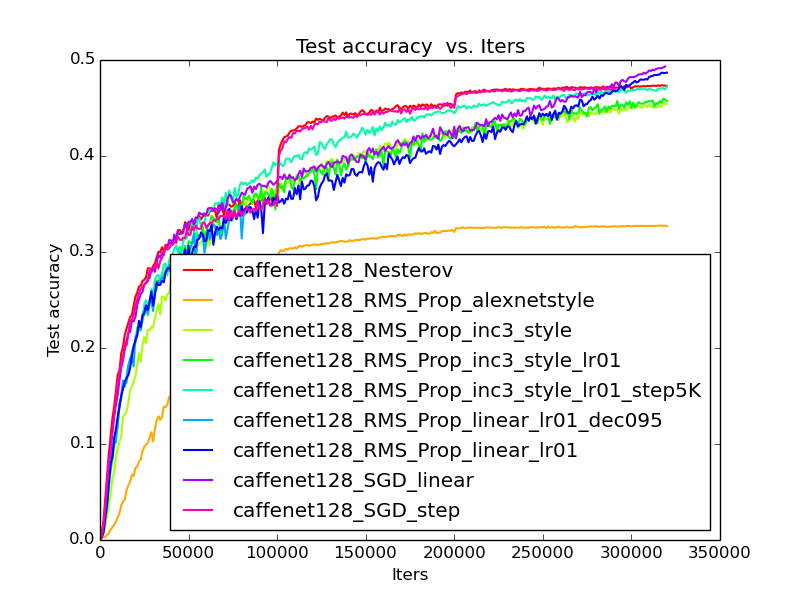 Test accuracy  vs. Iters
Test accuracy
0.5
0.4
0.3
0.2
0.1
0.0
caffenet128_Nesterov
caffenet128_RMS_Prop_alexnetstyle
caffenet128_RMS_Prop_inc3_style
caffenet128_RMS_Prop_inc3_style_lr01
caffenet128_RMS_Prop_inc3_style_lr01_step5K
caffenet128_RMS_Prop_linear_lr01_dec095
caffenet128_RMS_Prop_linear_lr01
caffenet128_SGD_linear
caffenet128_SGD_step
0 50000 100000 150000 200000 250000 300000 350000
Iters